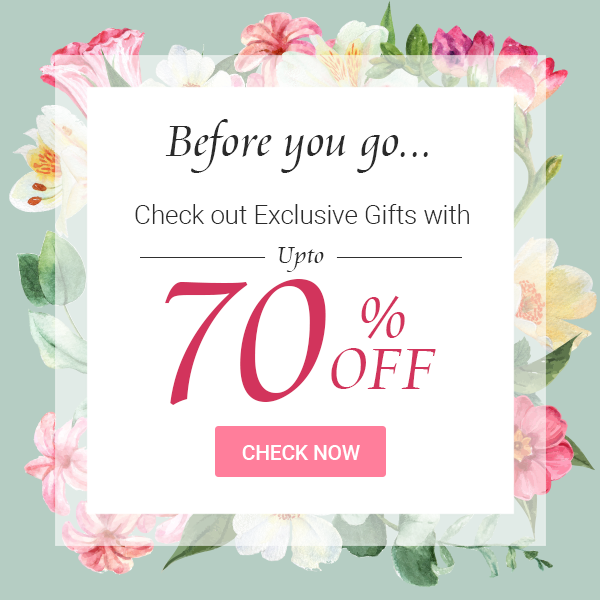 Before you go...
Check out Exclusive Gifts with
Upto
70 %
OFF
CHECK NOW